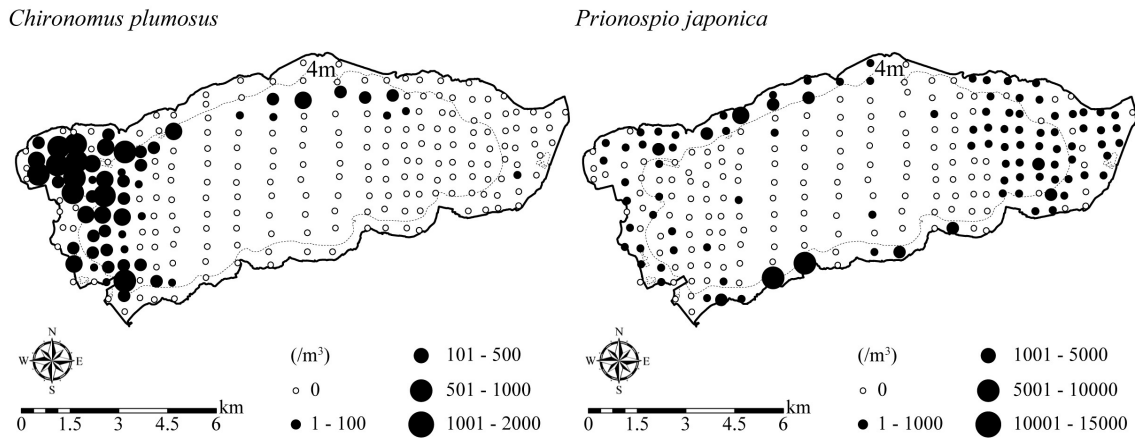 Chironomus plumosus
4m
N
W E
S
0 1.5 3 4.5 6
km
(/m³)
0
1 - 100
101 - 500
501 - 1000
1001 - 2000
Prionospio japonica
4m
N
W E
S
0 1.5 3 4.5 6
km
(/m³)
0
1 - 1000
1001 - 5000
5001 - 10000
10001 - 15000